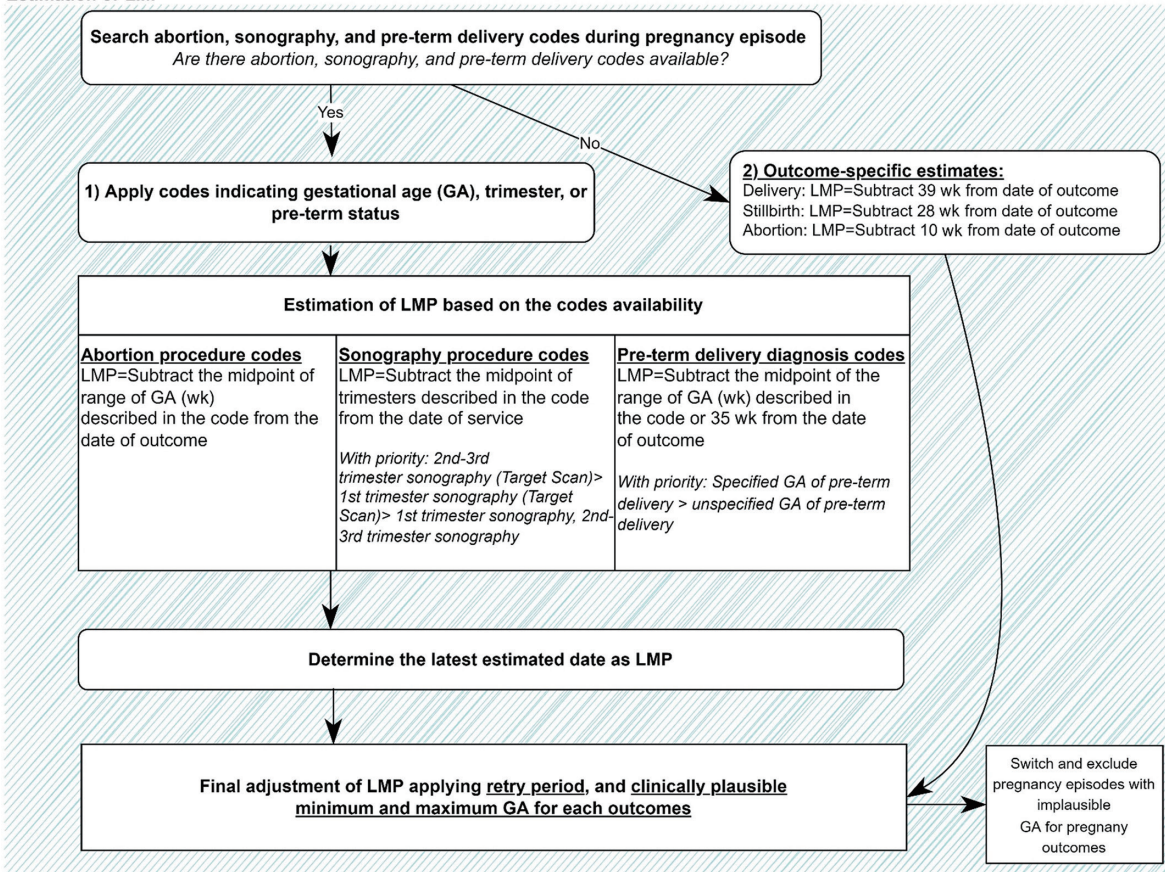 Search abortion, sonography, and pre-term delivery codes during pregnancy episode
Are there abortion, sonography, and pre-term delivery codes available?
Yes
No
1) Apply codes indicating gestational age (GA), trimester, or
pre-term status
2) Outcome-specific estimates:
Delivery: LMP=Subtract 39 wk from date of outcome
Stillbirth: LMP=Subtract 28 wk from date of outcome
Abortion: LMP=Subtract 10 wk from date of outcome
Estimation of LMP based on the codes availability
Abortion procedure codes
LMP=Subtract the midpoint of
range of GA (wk)
described in the code from the
date of outcome
Sonography procedure codes
LMP=Subtract the midpoint of
trimesters described in the code
from the date of service
With priority: 2nd-3rd
trimester sonography (Target Scan)>
1st trimester sonography (Target
Scan)> 1st trimester sonography, 2nd-
3rd trimester sonography
Pre-term delivery diagnosis codes
LMP=Subtract the midpoint of the
range of GA (wk) described in
the code or 35 wk from the date
of outcome
With priority: Specified GA of pre-term
delivery > unspecified GA of pre-term
delivery
Determine the latest estimated date as LMP
Final adjustment of LMP applying retry period, and clinically plausible
minimum and maximum GA for each outcomes
Switch and exclude
pregnancy episodes with
implausible
GA for pregnany
outcomes